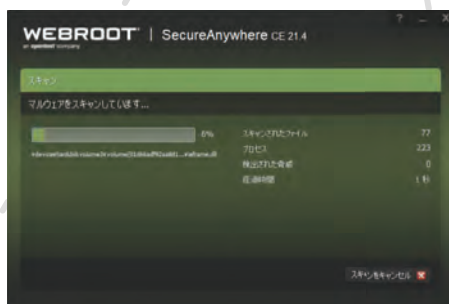 WEBROOT | SecureAnywhere CE 21.4
an opentext company
スキャン
マルウェアをスキャンしています...
6%
スキャンされたファイル 77
プロセス 223
検出された脅威 0
経過時間 1 秒
スキャンをキャンセル